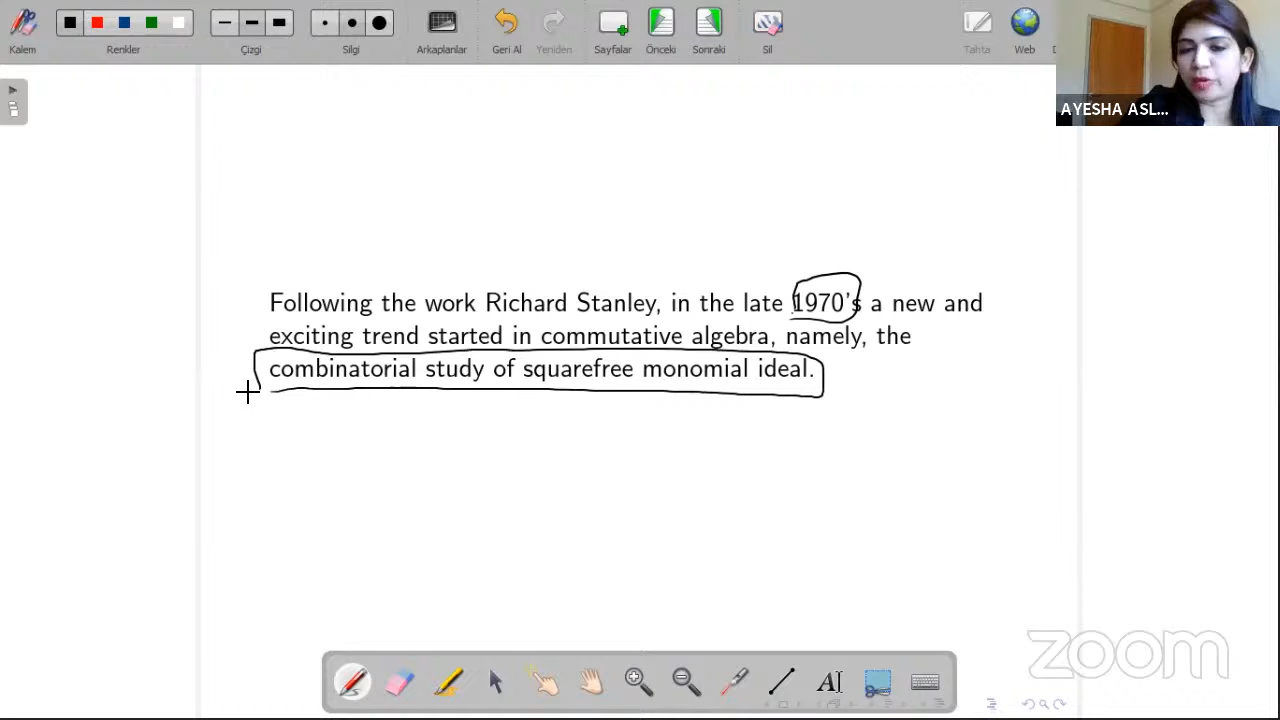 Kalem Renkler Çizgi Silgi Arkaplanlar Geri Al Yeniden Sayfalar Önceki Sonraki Sil Tahta Web
AYESHA ASL...
Following the work Richard Stanley, in the late 1970's a new and
exciting trend started in commutative algebra, namely, the
combinatorial study of squarefree monomial ideal.
zoom